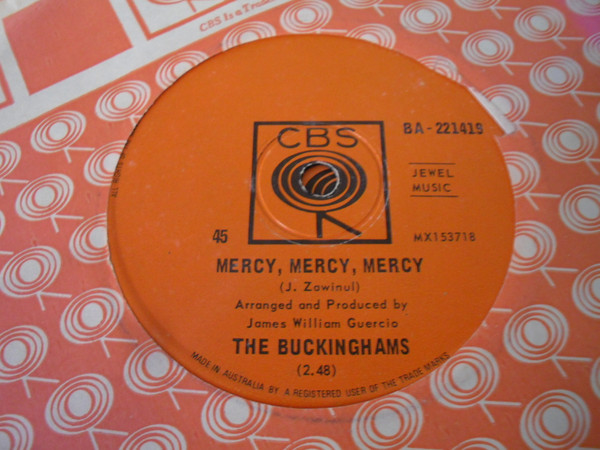 CBS Is a Trade
CBS
BA-221419
JEWEL
MUSIC
45
MX153718
MERCY, MERCY, MERCY
(J. Zawinul)
Arranged and Produced by
James William Guercio
THE BUCKINGHAMS
(2.48)
MADE IN AUSTRALIA BY A REGISTERED USER OF THE TRADE MARKS